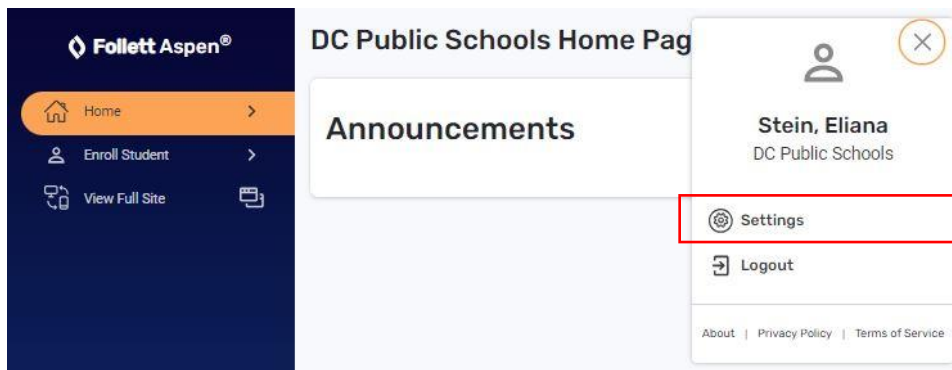 Follett Aspen®
Home
Enroll Student
View Full Site
DC Public Schools Home Pag
Announcements
Stein, Eliana
DC Public Schools
Settings
Logout
About | Privacy Policy | Terms of Service